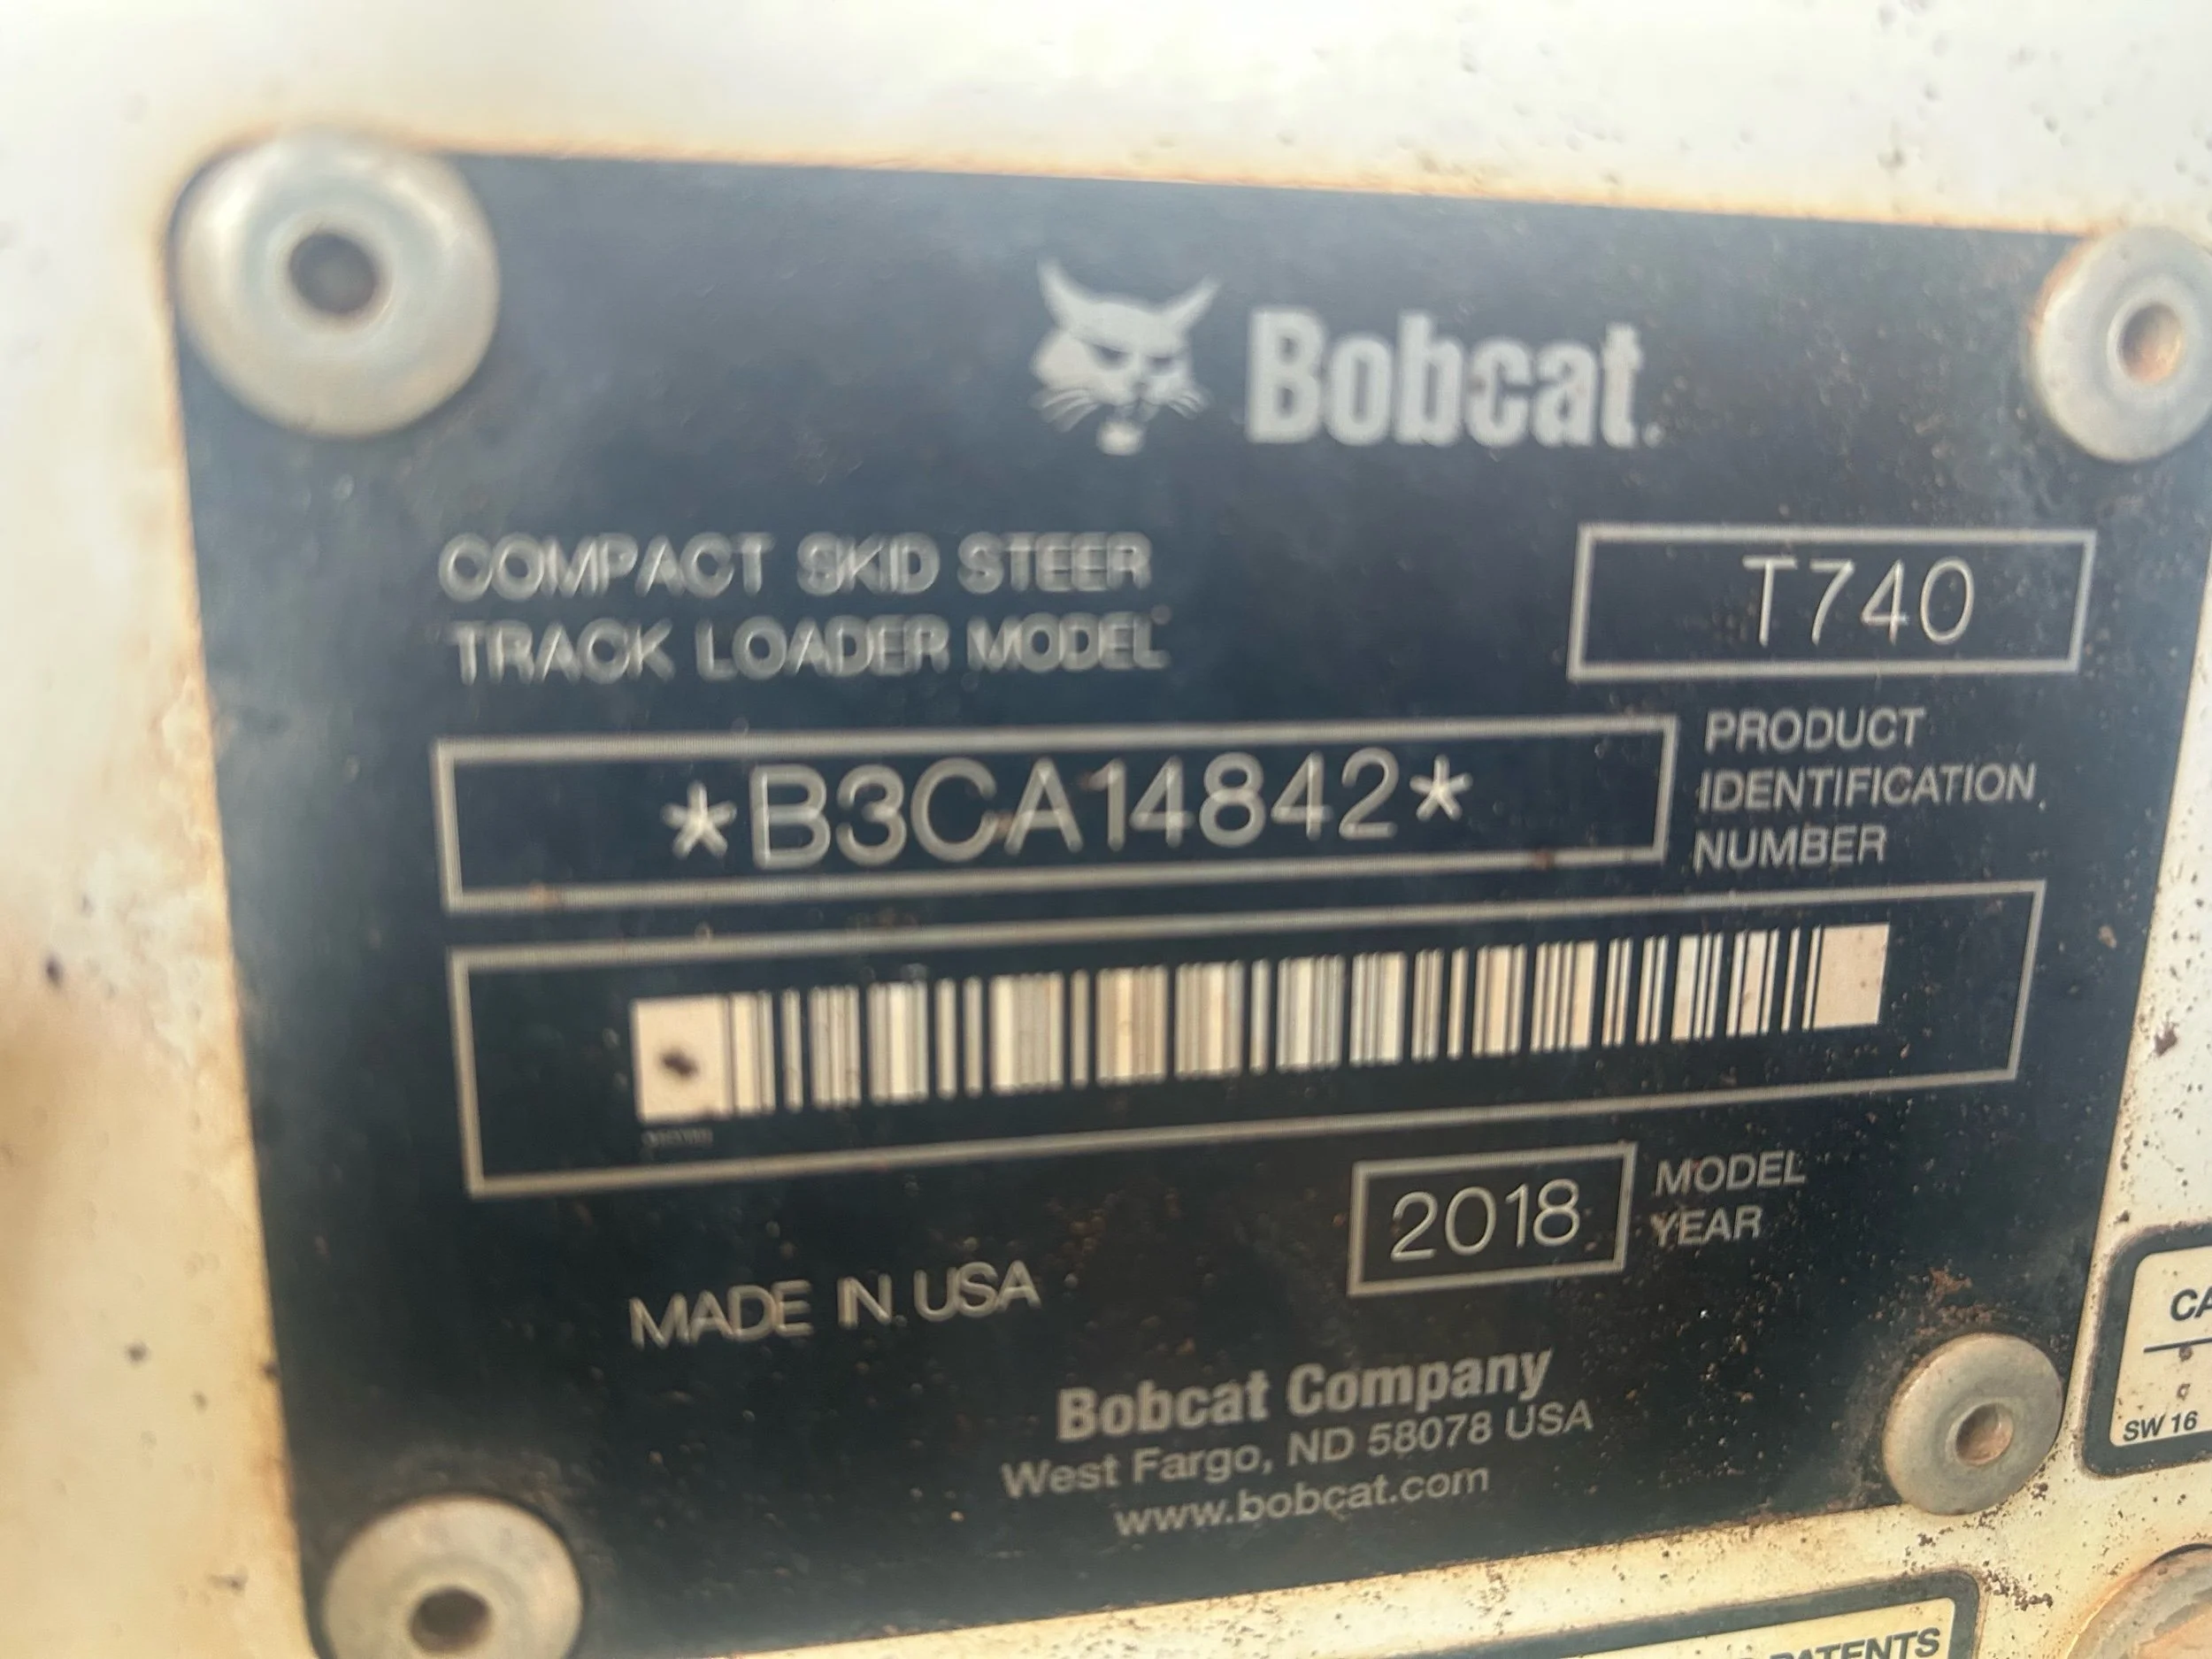 Bobcat.
COMPACT SKID STEER
TRACK LOADER MODEL
T740
*B3CA14842*
PRODUCT
IDENTIFICATION
NUMBER
2018
MODEL
YEAR
MADE IN USA
Bobcat Company
West Fargo, ND 58078 USA
www.bobcat.com
CA
SW 16
PATENTS